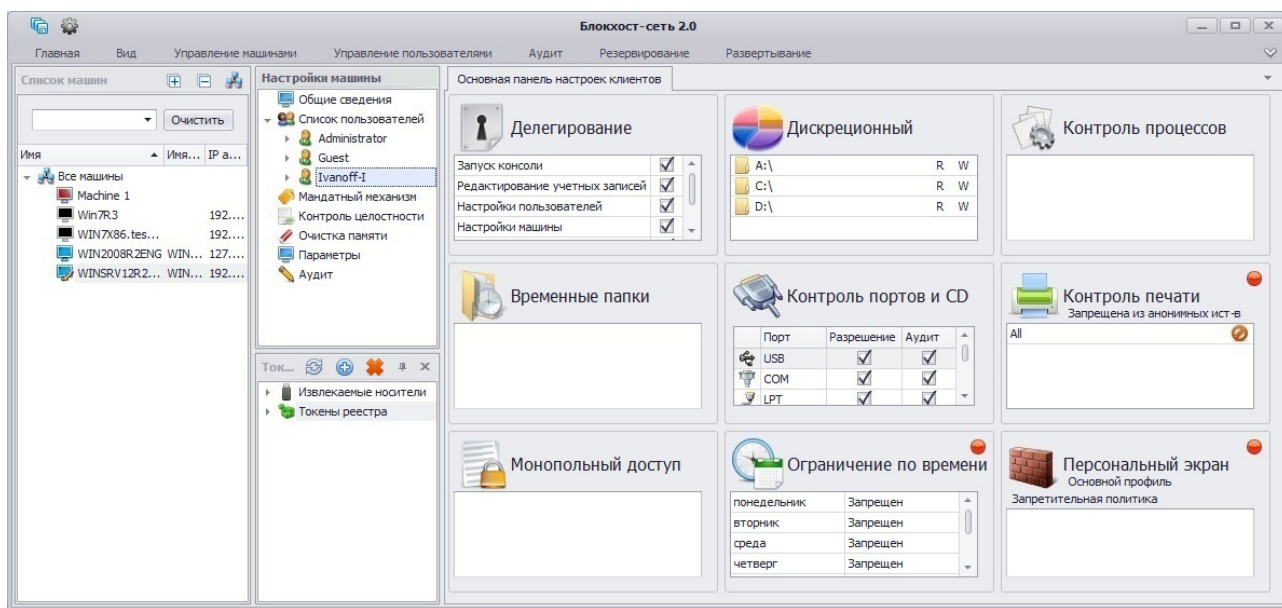 Блокхост-сеть 2.0
Главная Вид Управление машинами Управление пользователями Аудит Резервирование Развертывание
Список машин
Очистить
Имя Имя... IP а...
Все машины
Machine 1
Win7R3 192....
WIN7X86.tes... 192....
WIN2008R2ENG WIN... 127....
WINSRV12R2... WIN... 192....
Настройки машины
Общие сведения
Список пользователей
Administrator
Guest
Ivanoff-I
Мандатный механизм
Контроль целостности
Очистка памяти
Параметры
Аудит
Ток...
Извлекаемые носители
Токены реестра
Основная панель настроек клиентов
Делегирование
Запуск консоли
Редактирование учетных записей
Настройки пользователей
Настройки машины
Дискреционный
A:\ R W
C:\ R W
D:\ R W
Контроль процессов
Временные папки
Контроль портов и CD
Порт Разрешение Аудит
USB
COM
LPT
Контроль печати
Запрещена из анонимных ист-в
All
Монопольный доступ
Ограничение по времени
понедельник Запрещен
вторник Запрещен
среда Запрещен
четверг Запрещен
Персональный экран
Основной профиль
Запретительная политика